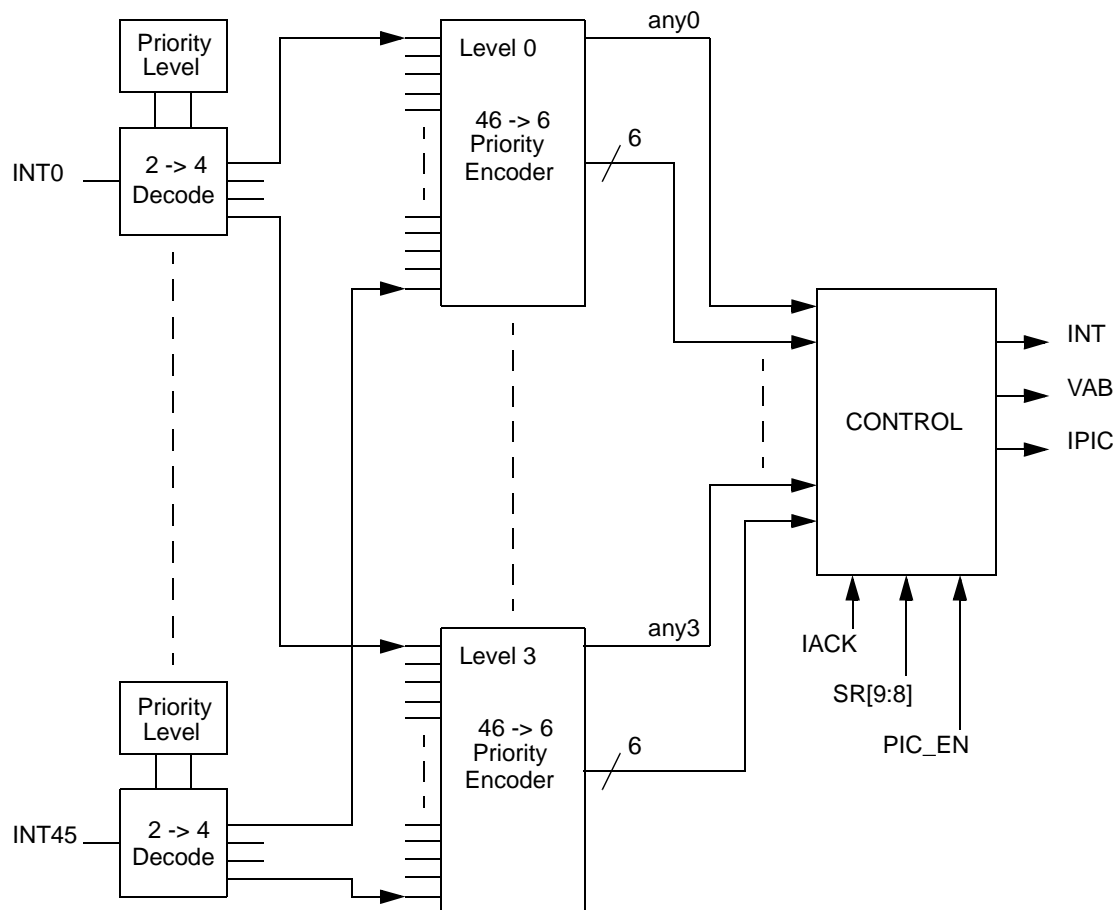 Priority
Level
INT0
2 -> 4
Decode
Level 0
46 -> 6
Priority
Encoder
any0
6
CONTROL
INT
VAB
IPIC
IACK
SR[9:8]
PIC_EN
Priority
Level
INT45
2 -> 4
Decode
Level 3
46 -> 6
Priority
Encoder
any3
6